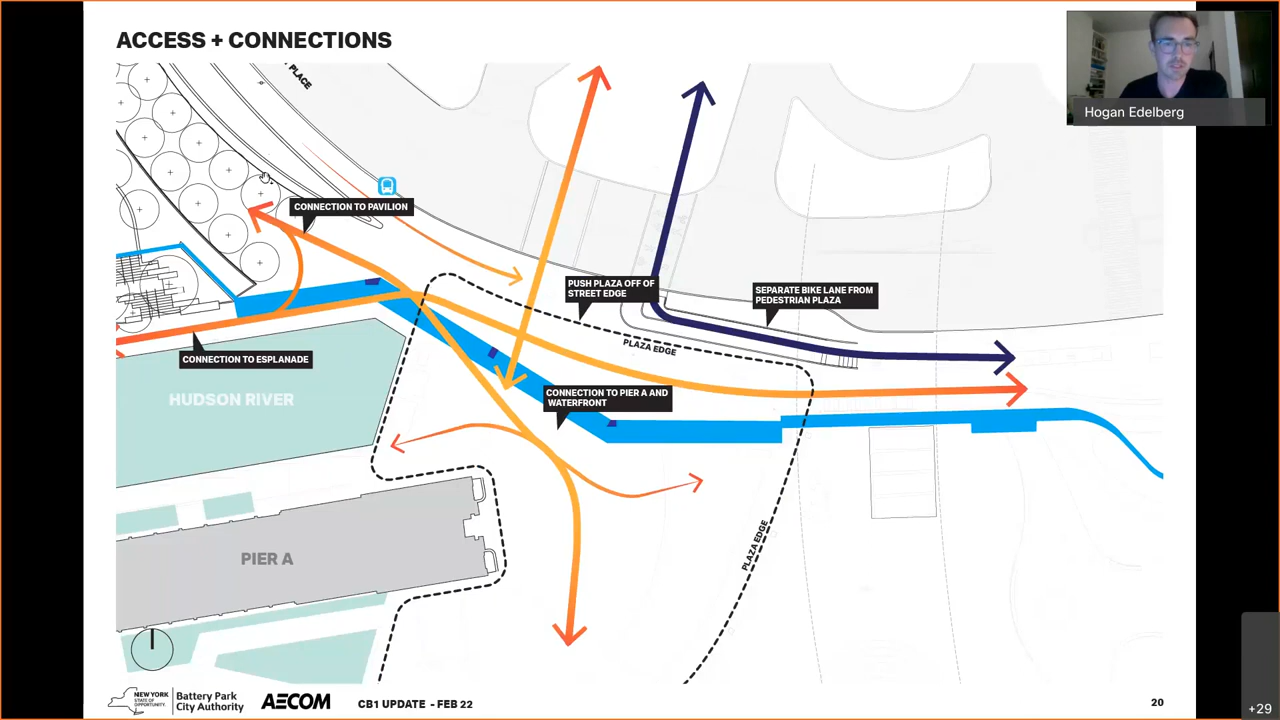 ACCESS + CONNECTIONS
Hogan Edelberg
PLACE
CONNECTION TO PAVILION
PUSH PLAZA OFF OF
STREET EDGE
SEPARATE BIKE LANE FROM
PEDESTRIAN PLAZA
PLAZA EDGE
CONNECTION TO ESPLANADE
HUDSON RIVER
CONNECTION TO PIER A AND
WATERFRONT
PLAZA EDGE
PIER A
NEW YORK
STATE OF
OPPORTUNITY.
Battery Park
City Authority
AECOM
CB1 UPDATE - FEB 22
20
+29